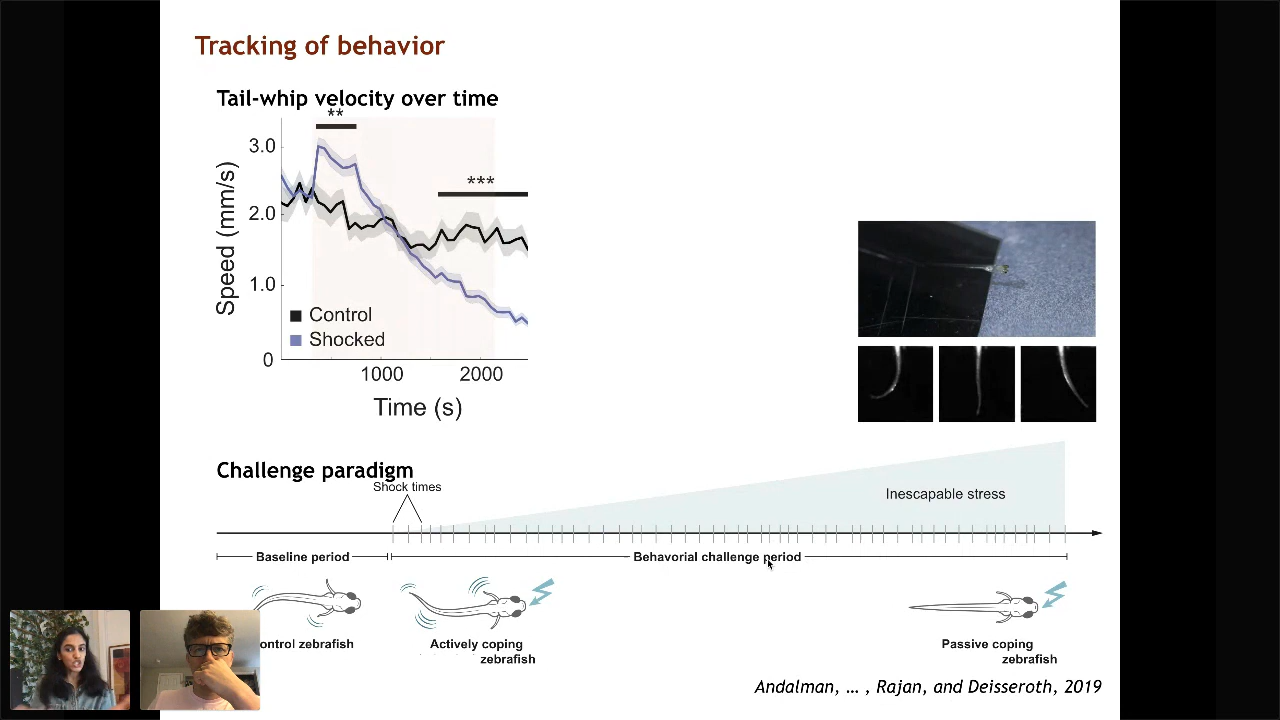 Tracking of behavior
Tail-whip velocity over time
**
***
3.0
2.0
1.0
0
Speed (mm/s)
Control
Shocked
1000 2000
Time (s)
Challenge paradigm
Shock times
Inescapable stress
Baseline period
Behavorial challenge period
ontrol zebrafish
Actively coping
zebrafish
Passive coping
zebrafish
Andalman, ... , Rajan, and Deisseroth, 2019